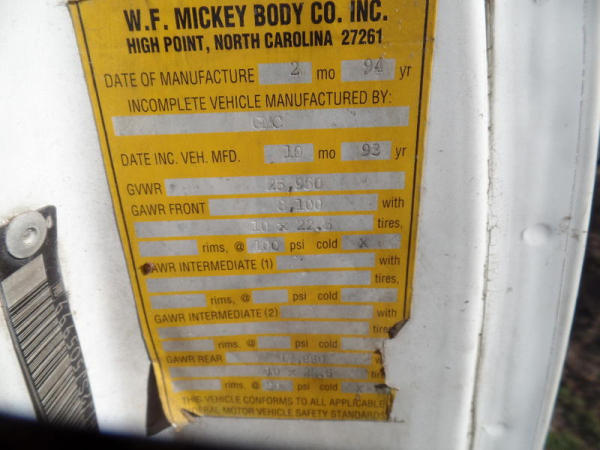 W.F. MICKEY BODY CO. INC.
HIGH POINT, NORTH CAROLINA 27261
DATE OF MANUFACTURE 2 mo 94 yr
INCOMPLETE VEHICLE MANUFACTURED BY:
DATE INC. VEH. MFD. 10 mo 93 yr
GVWR 25,950
GAWR FRONT 8,100 with
10 x 22.5 tires,
rims, @ 100 psi cold x
GAWR INTERMEDIATE (1) with
tires,
rims, @ psi cold
GAWR INTERMEDIATE (2) with
tires
rims, @ psi cold
GAWR REAR
10 x
rims, @ psi cold x
THIS VEHICLE CONFORMS TO ALL APPLICABLE
MOTOR VEHICLE SAFETY STANDARDS